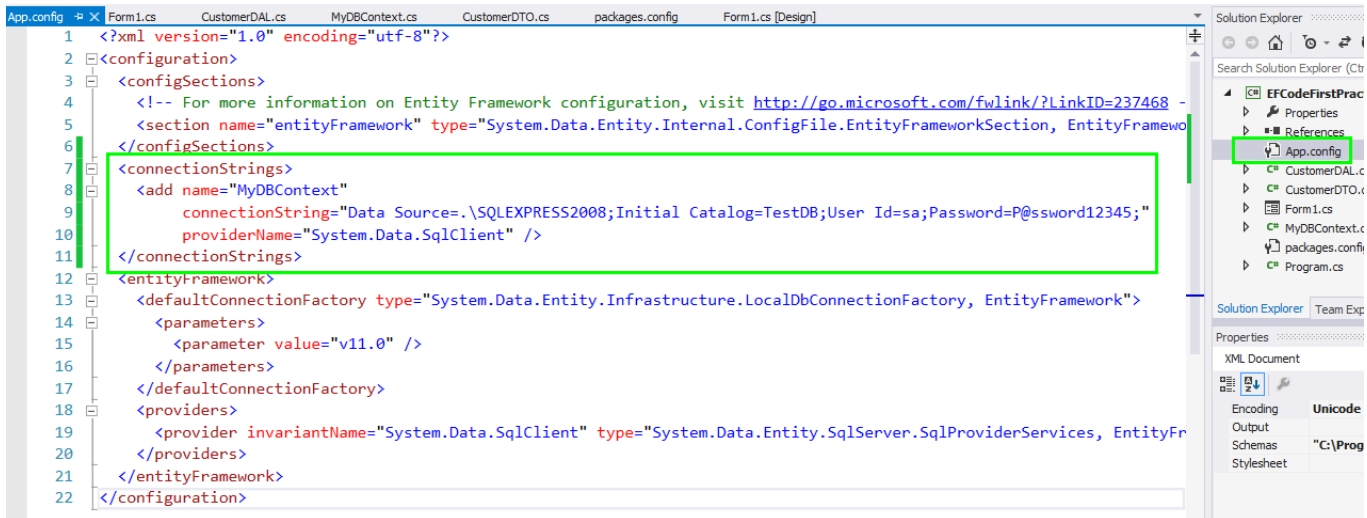 App.config Form1.cs CustomerDAL.cs MyDBContext.cs CustomerDTO.cs packages.config Form1.cs [Design]
1 <?xml version="1.0" encoding="utf-8"?>
2 <configuration>
3 <configSections>
4 <!-- For more information on Entity Framework configuration, visit http://go.microsoft.com/fwlink/?LinkID=237468 -
5 <section name="entityFramework" type="System.Data.Entity.Internal.ConfigFile.EntityFrameworkSection, EntityFramewo
6 </configSections>
7 <connectionStrings>
8 <add name="MyDBContext"
9 connectionString="Data Source=.\SQLEXPRESS2008;Initial Catalog=TestDB;User Id=sa;Password=P@ssword12345;"
10 providerName="System.Data.SqlClient" />
11 </connectionStrings>
12 <entityFramework>
13 <defaultConnectionFactory type="System.Data.Entity.Infrastructure.LocalDbConnectionFactory, EntityFramework">
14 <parameters>
15 <parameter value="v11.0" />
16 </parameters>
17 </defaultConnectionFactory>
18 <providers>
19 <provider invariantName="System.Data.SqlClient" type="System.Data.Entity.SqlServer.SqlProviderServices, EntityFr
20 </providers>
21 </entityFramework>
22 </configuration>
Solution Explorer
Search Solution Explorer (Ctr
C# EFCodeFirstPrac
Properties
References
App.config
C# CustomerDAL.c
C# CustomerDTO.c
Form1.cs
C# MyDBContext.c
packages.config
C# Program.cs
Solution Explorer Team Exp
Properties
XML Document
Encoding Unicode
Output
Schemas "C:\Prog
Stylesheet